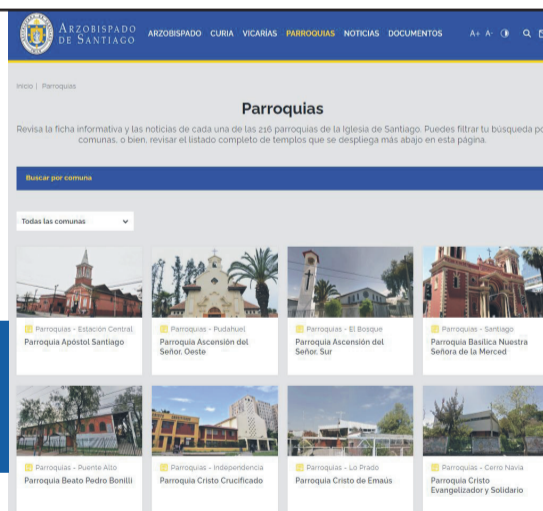 ARZOBISPADO
DE SANTIAGO
ARZOBISPADO CURIA VICARÍAS PARROQUIAS NOTICIAS DOCUMENTOS A+ A-
Inicio | Parroquias
Parroquias
Revisa la ficha informativa y las noticias de cada una de las 216 parroquias de la Iglesia de Santiago. Puedes filtrar tu búsqueda po
comunas, o bien, revisar el listado completo de templos que se despliega más abajo en esta página.
Buscar por comuna
Todas las comunas
Parroquias - Estación Central
Parroquia Apóstol Santiago
Parroquias - Pudahuel
Parroquia Ascensión del
Señor, Oeste
Parroquias - El Bosque
Parroquia Ascensión del
Señor, Sur
Parroquias - Santiago
Parroquia Basílica Nuestra
Señora de la Merced
Parroquias - Puente Alto
Parroquia Beato Pedro Bonilli
Parroquias - Independencia
Parroquia Cristo Crucificado
Parroquias - Lo Prado
Parroquia Cristo de Emaús
Parroquias - Cerro Navia
Parroquia Cristo
Evangelizador y Solidario